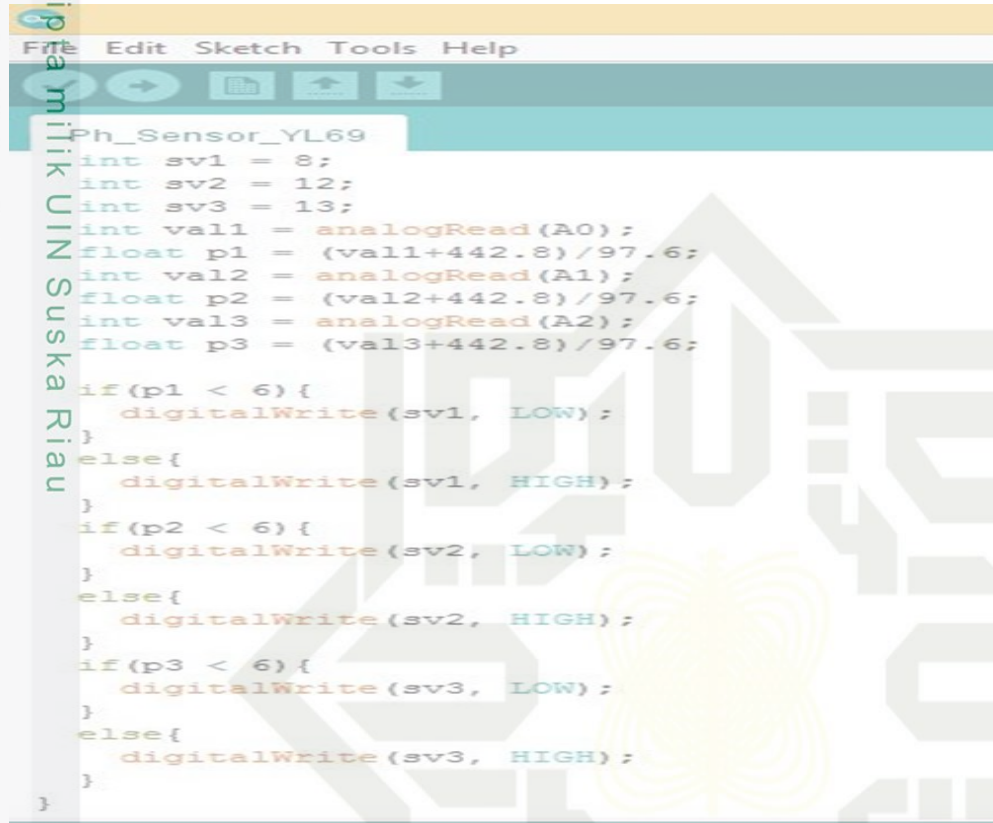 ipta milik UIN Suska Riau
File Edit Sketch Tools Help
Ph_Sensor_YL69
int sv1 = 8;
int sv2 = 12;
int sv3 = 13;
int val1 = analogRead(A0);
float p1 = (val1+442.8)/97.6;
int val2 = analogRead(A1);
float p2 = (val2+442.8)/97.6;
int val3 = analogRead(A2);
float p3 = (val3+442.8)/97.6;
if(p1 < 6){
digitalWrite(sv1, LOW);
}
else{
digitalWrite(sv1, HIGH);
}
if(p2 < 6){
digitalWrite(sv2, LOW);
}
else{
digitalWrite(sv2, HIGH);
}
if(p3 < 6){
digitalWrite(sv3, LOW);
}
else{
digitalWrite(sv3, HIGH);
}
}